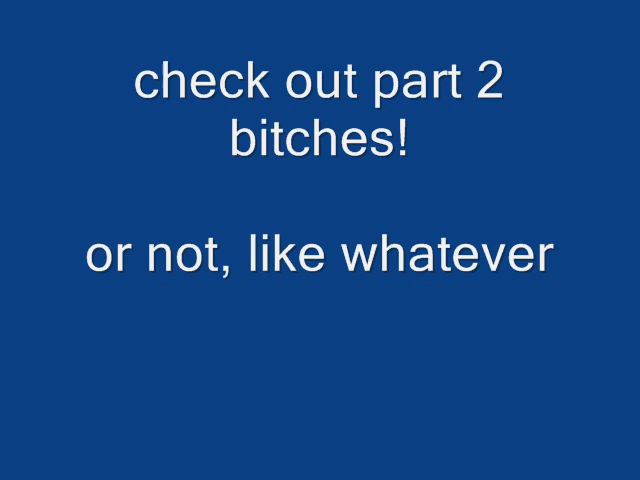 check out part 2
bitches!
or not, like whatever